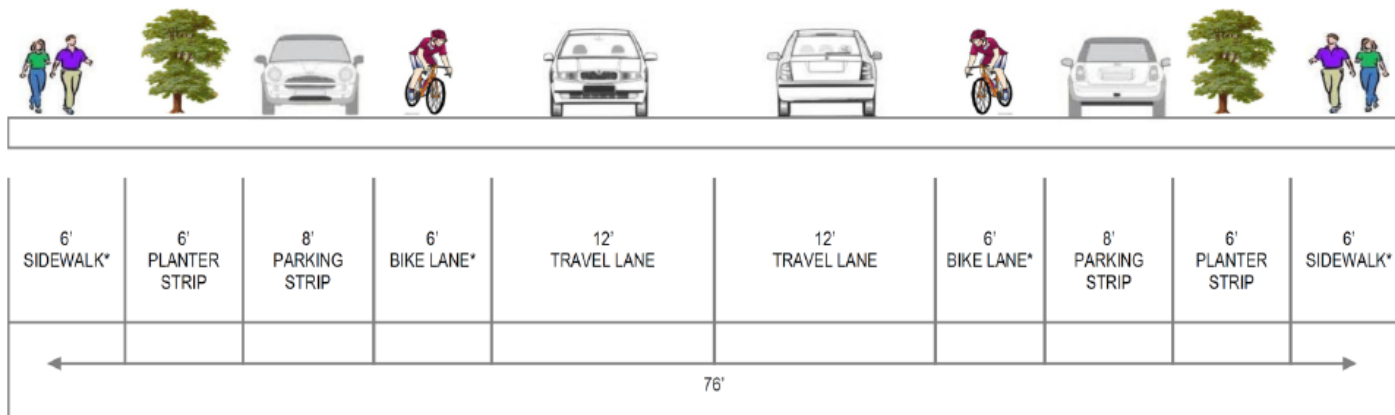 6’
SIDEWALK*
6’
PLANTER
STRIP
8’
PARKING
STRIP
6’
BIKE LANE*
12’
TRAVEL LANE
12’
TRAVEL LANE
6’
BIKE LANE*
8’
PARKING
STRIP
6’
PLANTER
STRIP
6’
SIDEWALK*
76’